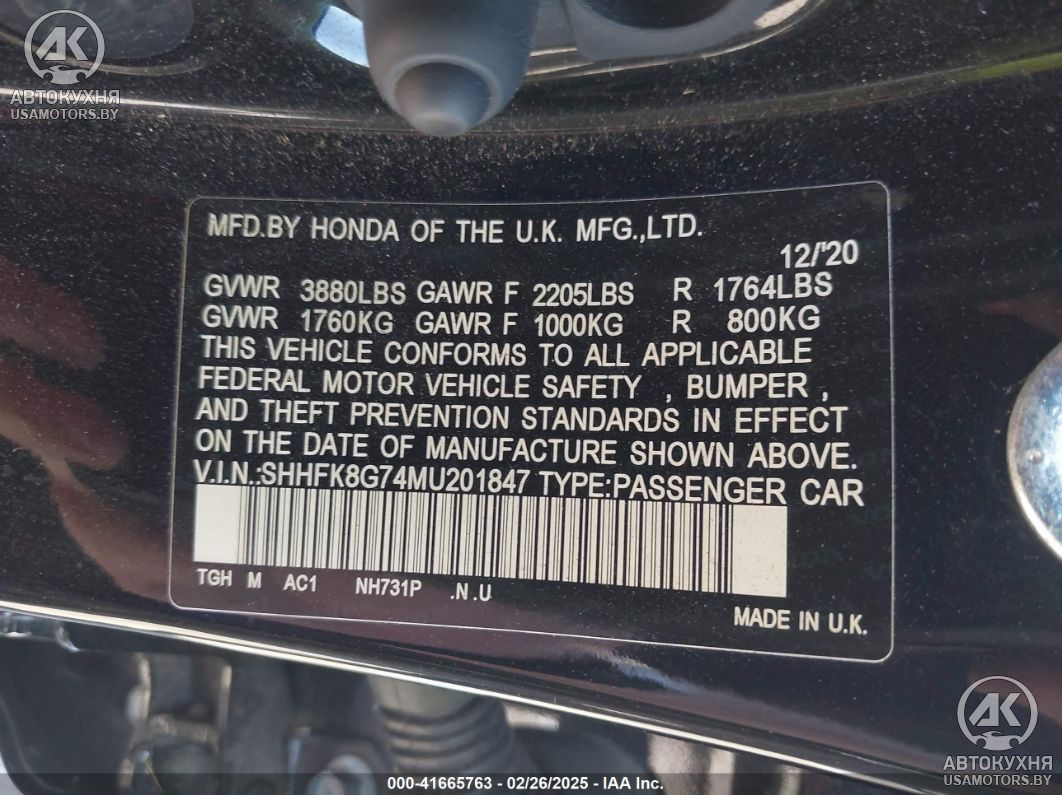 АК
АВТОКУХНЯ
USAMOTORS.BY
MFD.BY HONDA OF THE U.K. MFG.,LTD.
12/'20
GVWR 3880LBS GAWR F 2205LBS R 1764LBS
GVWR 1760KG GAWR F 1000KG R 800KG
THIS VEHICLE CONFORMS TO ALL APPLICABLE
FEDERAL MOTOR VEHICLE SAFETY , BUMPER ,
AND THEFT PREVENTION STANDARDS IN EFFECT
ON THE DATE OF MANUFACTURE SHOWN ABOVE.
V.I.N.:SHHFK8G74MU201847 TYPE:PASSENGER CAR
TGH M AC1 NH731P .N .U
MADE IN U.K.
АК
АВТОКУХНЯ
USAMOTORS.BY
000-41665763 - 02/26/2025 - IAA Inc.